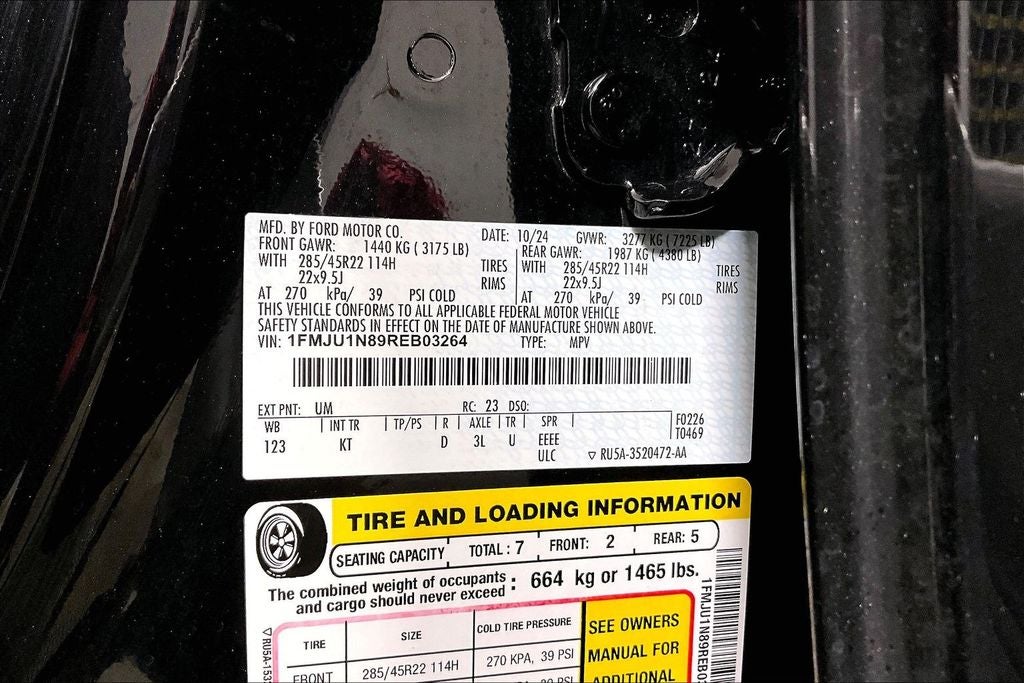 MFD. BY FORD MOTOR CO. DATE: 10/24 GVWR: 3277 KG ( 7225 LB)
FRONT GAWR: 1440 KG ( 3175 LB) REAR GAWR: 1987 KG ( 4380 LB)
WITH 285/45R22 114H TIRES WITH 285/45R22 114H TIRES
22x9.5J RIMS 22x9.5J RIMS
AT 270 kPa/ 39 PSI COLD AT 270 kPa/ 39 PSI COLD
THIS VEHICLE CONFORMS TO ALL APPLICABLE FEDERAL MOTOR VEHICLE
SAFETY STANDARDS IN EFFECT ON THE DATE OF MANUFACTURE SHOWN ABOVE.
VIN: 1FMJU1N89REB03264 TYPE: MPV
EXT PNT: UM RC: 23 DSO:
WB INT TR TP/PS R AXLE TR SPR F0226
123 KT D 3L U EEEE T0469
ULC ▽ RU5A-3520472-AA
TIRE AND LOADING INFORMATION
SEATING CAPACITY TOTAL : 7 FRONT: 2 REAR: 5
The combined weight of occupants
and cargo should never exceed : 664 kg or 1465 lbs.
TIRE SIZE COLD TIRE PRESSURE SEE OWNERS
FRONT 285/45R22 114H 270 KPA, 39 PSI MANUAL FOR
ADDITIONAL
▽ RU5A-153
1FMJU1N89REB0